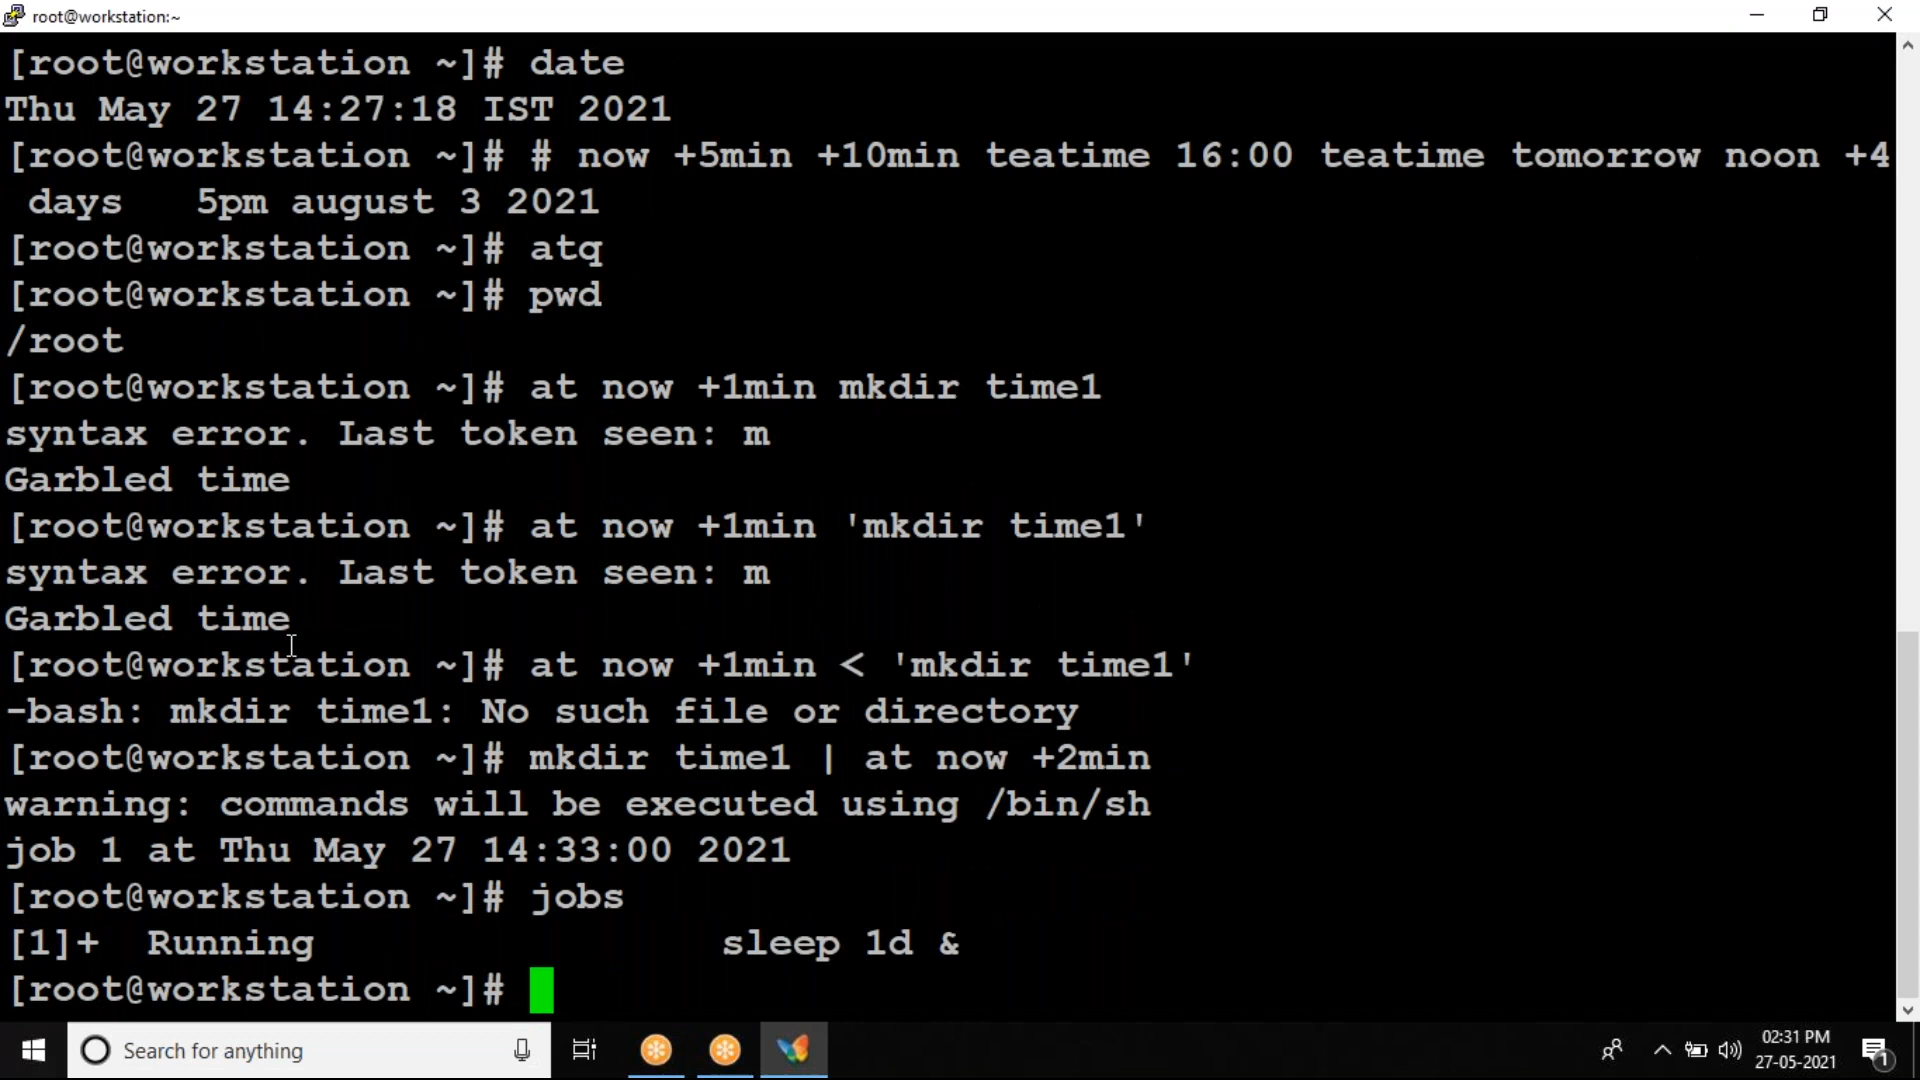 root@workstation:~
[root@workstation ~]# date
Thu May 27 14:27:18 IST 2021
[root@workstation ~]# # now +5min +10min teatime 16:00 teatime tomorrow noon +4
 days   5pm august 3 2021
[root@workstation ~]# atq
[root@workstation ~]# pwd
/root
[root@workstation ~]# at now +1min mkdir time1
syntax error. Last token seen: m
Garbled time
[root@workstation ~]# at now +1min 'mkdir time1'
syntax error. Last token seen: m
Garbled time
[root@workstation ~]# at now +1min < 'mkdir time1'
-bash: mkdir time1: No such file or directory
[root@workstation ~]# mkdir time1 | at now +2min
warning: commands will be executed using /bin/sh
job 1 at Thu May 27 14:33:00 2021
[root@workstation ~]# jobs
[1]+  Running                 sleep 1d &
[root@workstation ~]#
Search for anything
02:31 PM
27-05-2021
1